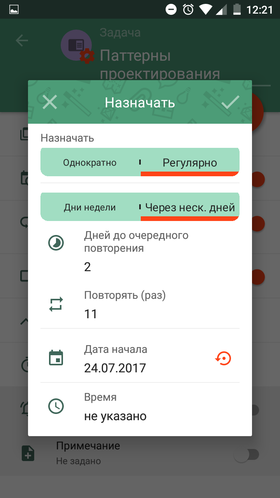 12:21
Задача
Паттерны
проектирования
Назначать
Назначать
Однократно
Регулярно
Дни недели
Через неск. дней
Дней до очередного
повторения
2
Повторять (раз)
11
Дата начала
24.07.2017
Время
не указано
Примечание
Не задано